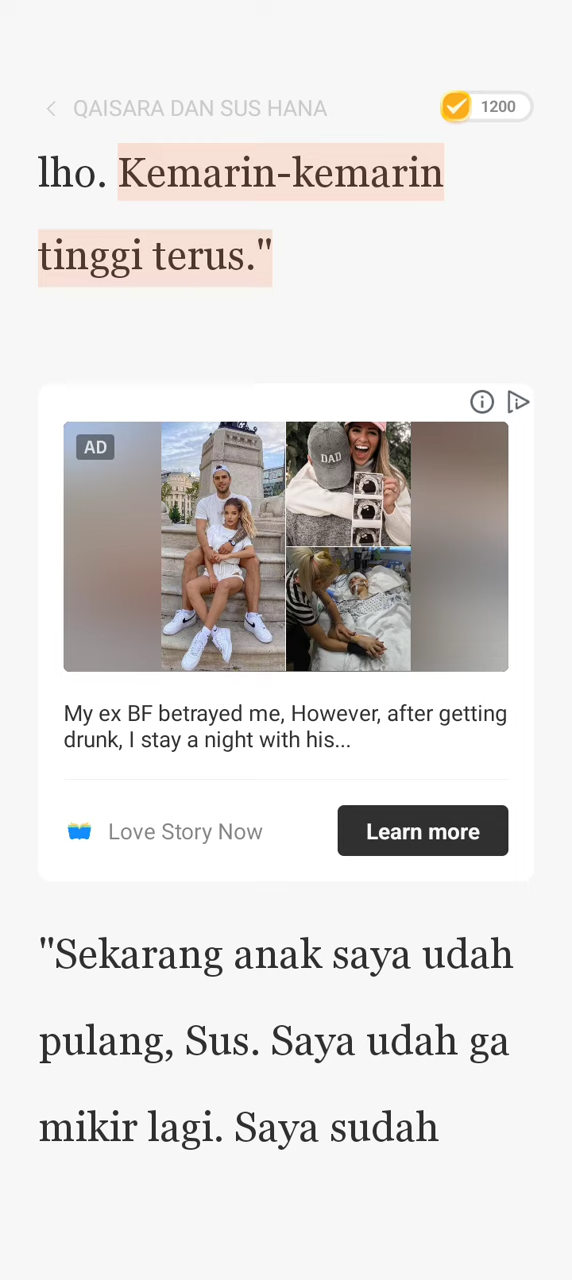 QAISARA DAN SUS HANA
1200
lho. Kemarin-kemarin
tinggi terus."
AD
DAD
My ex BF betrayed me, However, after getting
drunk, I stay a night with his...
Love Story Now
Learn more
"Sekarang anak saya udah
pulang, Sus. Saya udah ga
mikir lagi. Saya sudah